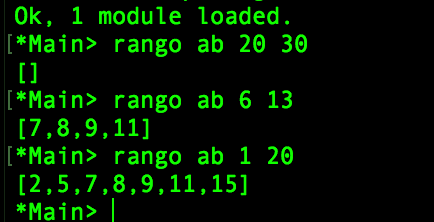 Ok, 1 module loaded.
[*Main> rango ab 20 30
[]
[*Main> rango ab 6 13
[7,8,9,11]
[*Main> rango ab 1 20
[2,5,7,8,9,11,15]
*Main>